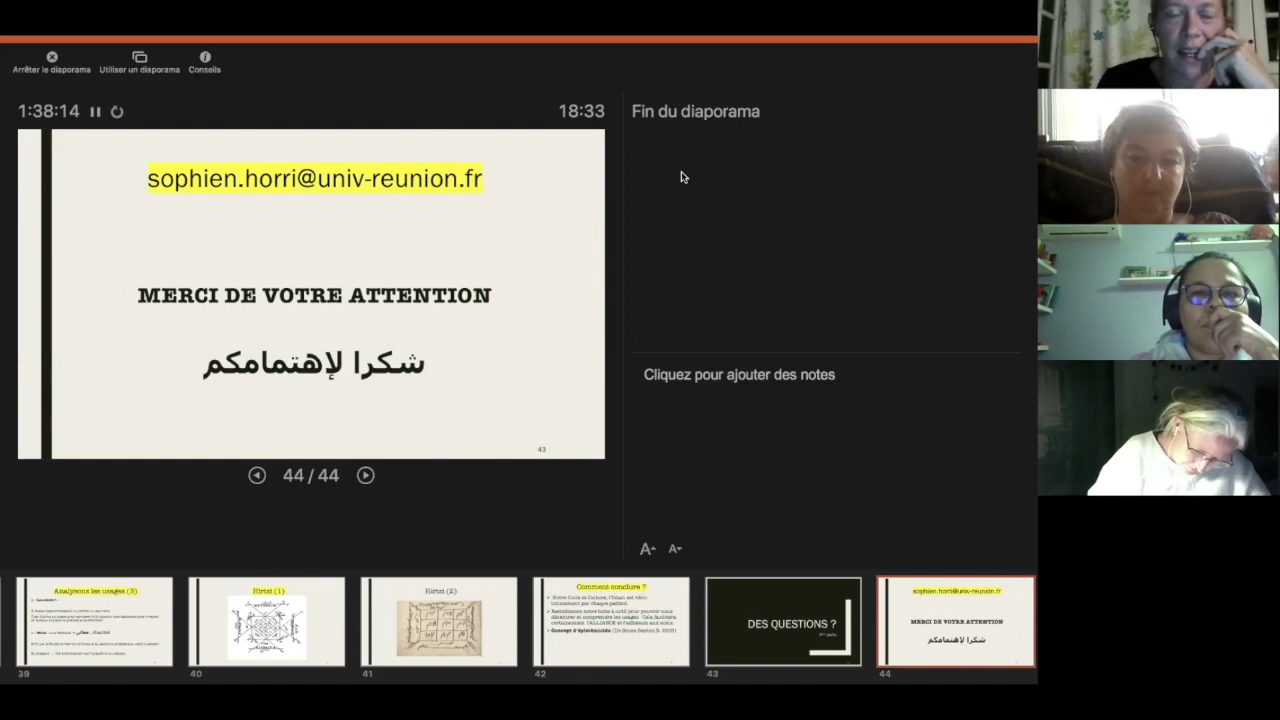 Arrêter le diaporama
Utiliser un diaporama
Conseils
1:38:14
18:33
Fin du diaporama
sophien.horri@univ-reunion.fr
MERCI DE VOTRE ATTENTION
شكرا لإهتمامكم
43
44 / 44
Cliquez pour ajouter des notes
A
A
Analysons les usages (3)
Hirizi (1)
Hirizi (2)
Comment conclure ?
DES QUESTIONS ?
sophien.horri@univ-reunion.fr
MERCI DE VOTRE ATTENTION
شكرا لإهتمامكم
39
40
41
42
43
44